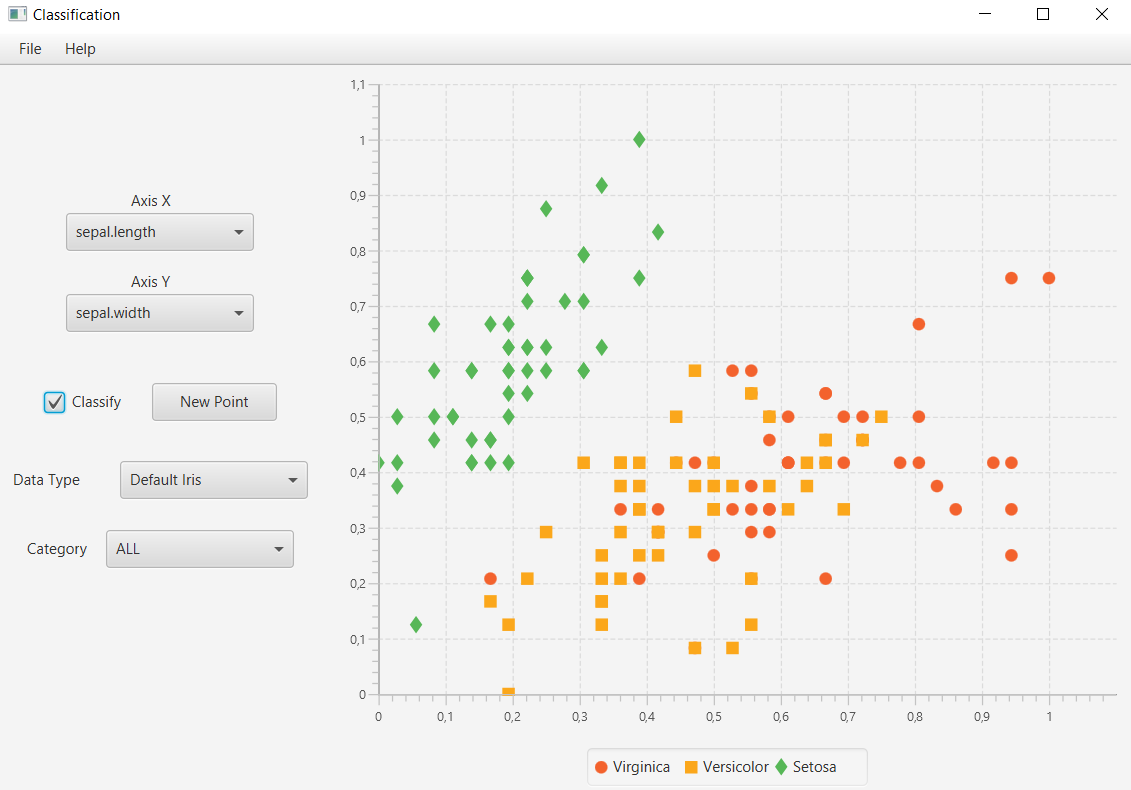 Classification
File Help
Axis X
sepal.length
Axis Y
sepal.width
Classify New Point
Data Type Default Iris
Category ALL
1,1
1
0,9
0,8
0,7
0,6
0,5
0,4
0,3
0,2
0,1
0
0 0,1 0,2 0,3 0,4 0,5 0,6 0,7 0,8 0,9 1
Virginica Versicolor Setosa